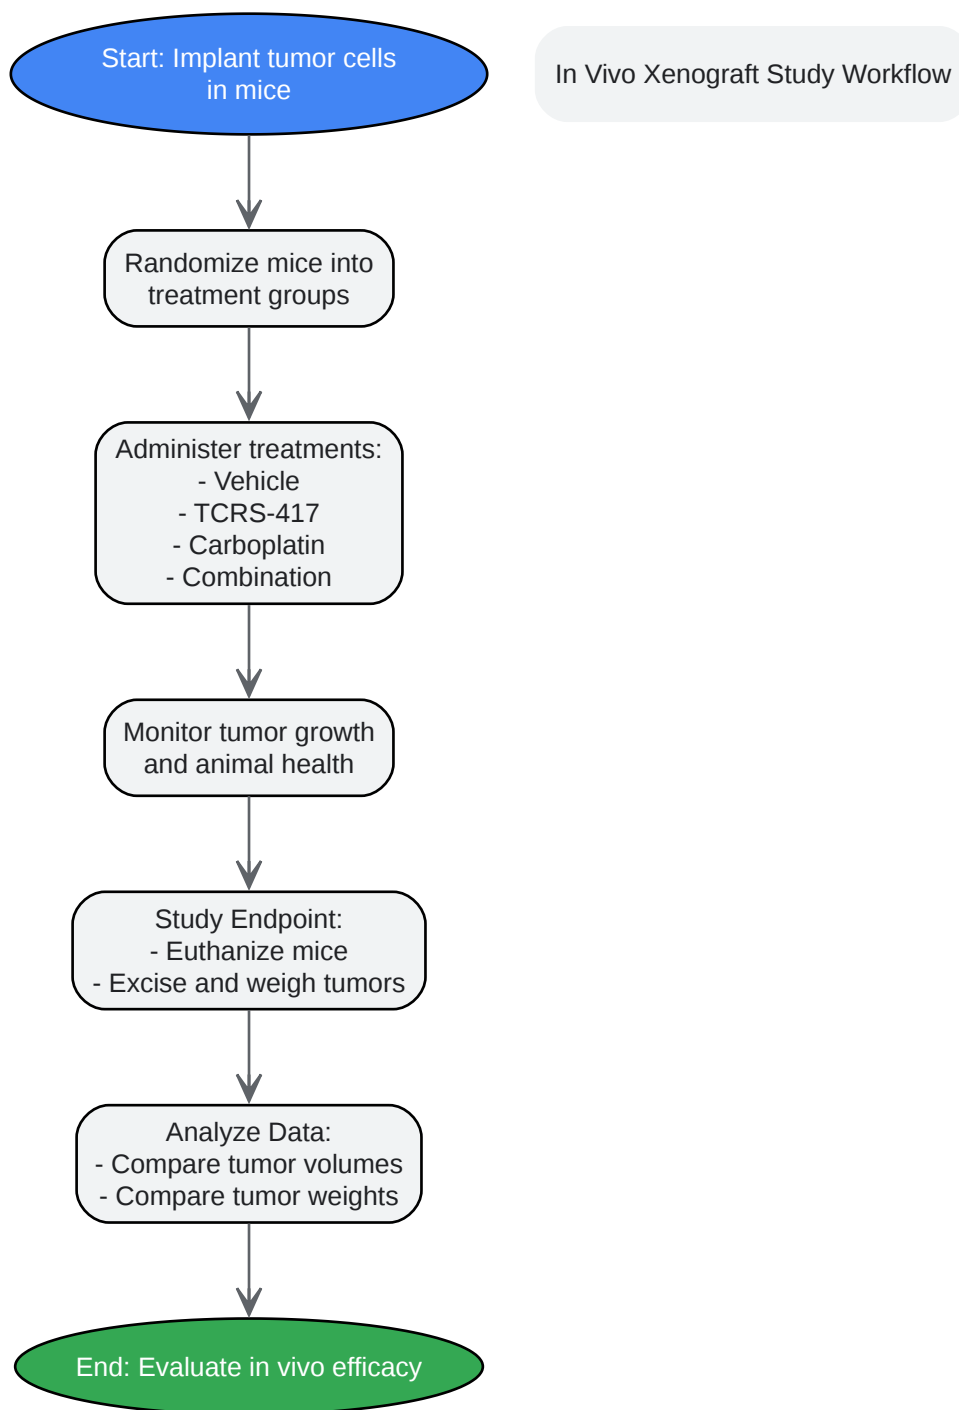 Start: Implant tumor cells
in mice
In Vivo Xenograft Study Workflow
Randomize mice into
treatment groups
Administer treatments:
- Vehicle
- TCRS-417
- Carboplatin
- Combination
Monitor tumor growth
and animal health
Study Endpoint:
- Euthanize mice
- Excise and weigh tumors
Analyze Data:
- Compare tumor volumes
- Compare tumor weights
End: Evaluate in vivo efficacy